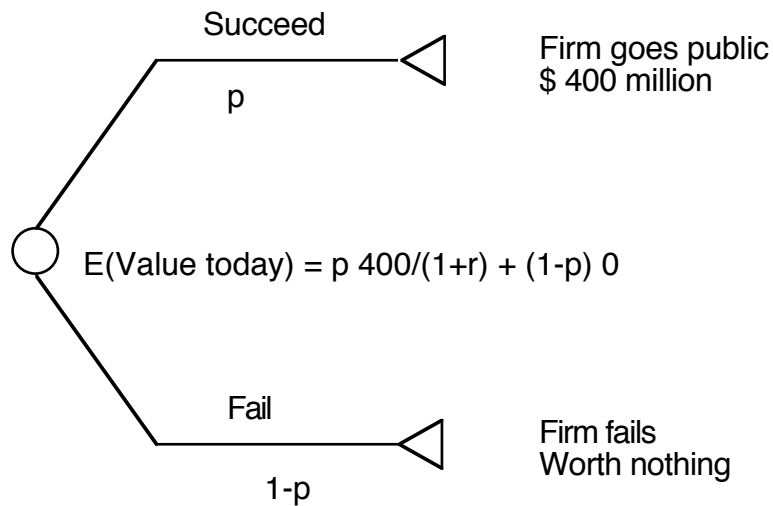 Succeed
p
Firm goes public
$ 400 million
E(Value today) = p 400/(1+r) + (1-p) 0
Fail
1-p
Firm fails
Worth nothing